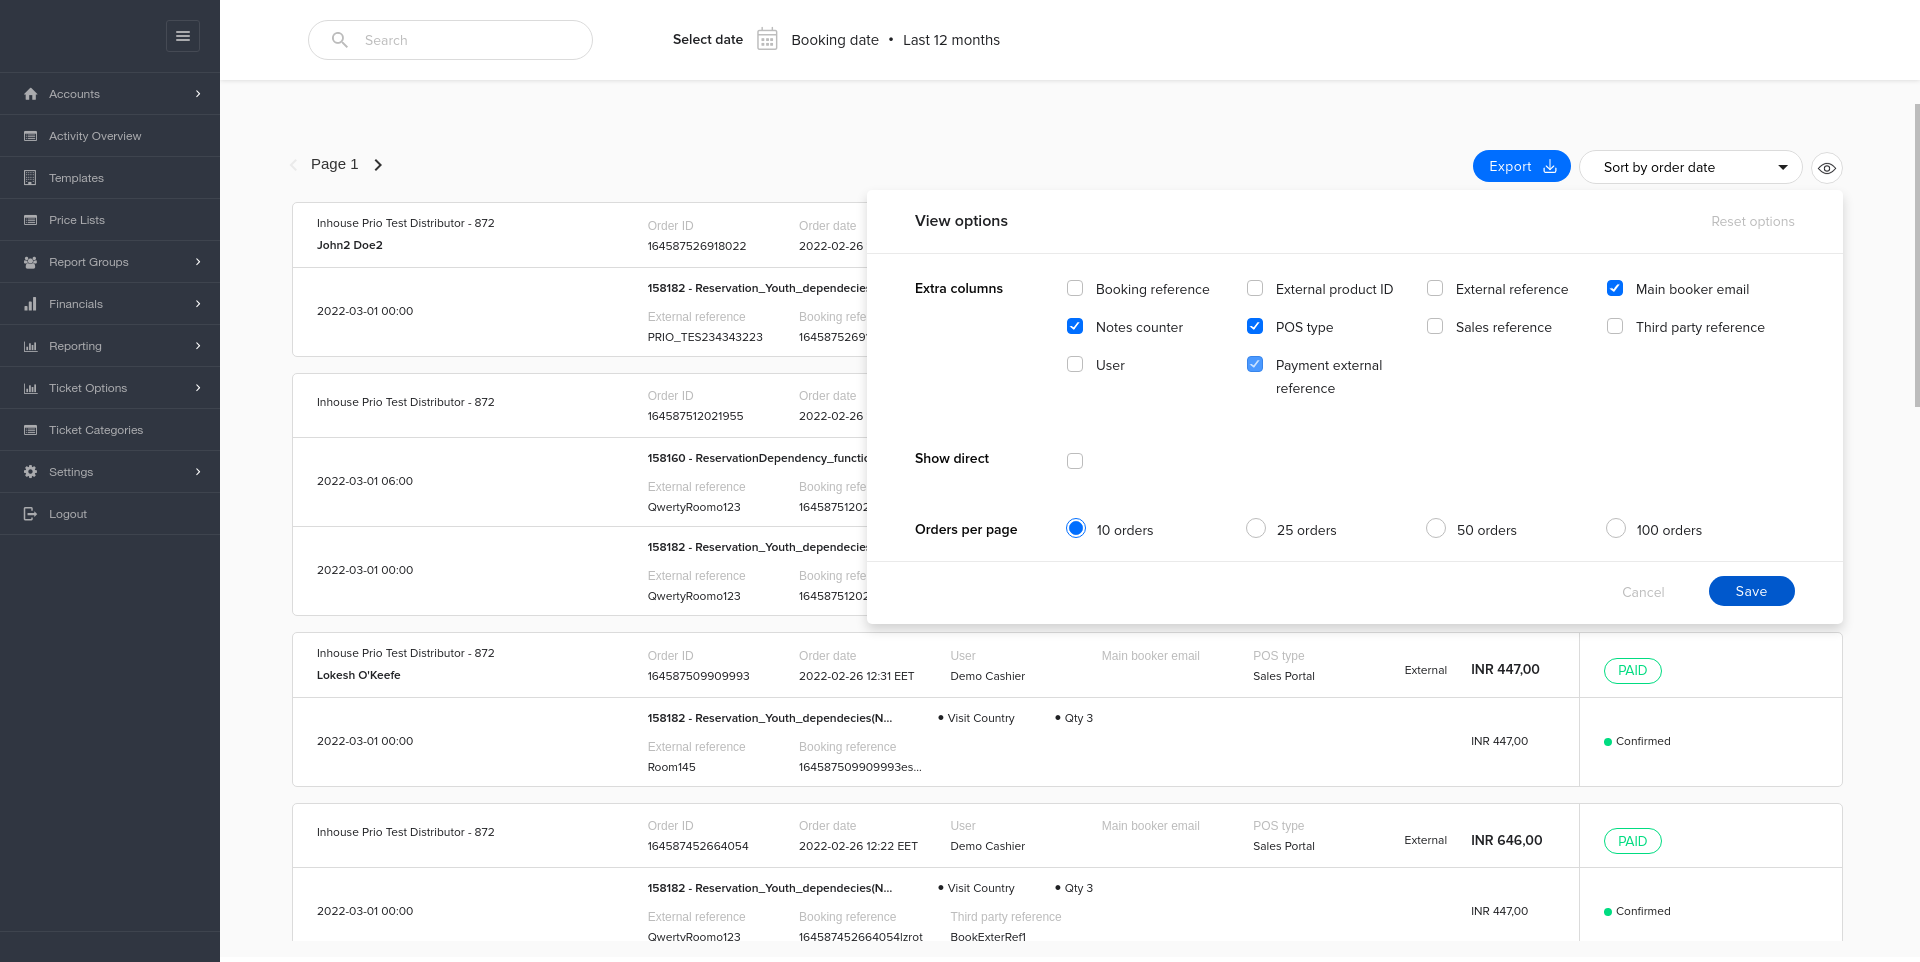 Search
Select date Booking date • Last 12 months
Accounts
Activity Overview
Templates
Price Lists
Report Groups
Financials
Reporting
Ticket Options
Ticket Categories
Settings
Logout
Page 1
Export
Sort by order date
View options
Reset options
Extra columns
Booking reference
External product ID
External reference
Main booker email
Notes counter
POS type
Sales reference
Third party reference
User
Payment external
reference
Show direct
Orders per page
10 orders
25 orders
50 orders
100 orders
Cancel
Save
Inhouse Prio Test Distributor - 872
John2 Doe2
Order ID Order date
164587526918022 2022-02-26
2022-03-01 00:00
158182 - Reservation_Youth_dependecies
External reference Booking refe
PRIO_TES234343223 16458752691
Inhouse Prio Test Distributor - 872
Order ID Order date
164587512021955 2022-02-26
2022-03-01 06:00
158160 - ReservationDependency_functio
External reference Booking refe
QwertyRoomo123 16458751202
2022-03-01 00:00
158182 - Reservation_Youth_dependecies
External reference Booking refe
QwertyRoomo123 16458751202
Inhouse Prio Test Distributor - 872
Lokesh O'Keefe
Order ID Order date User Main booker email POS type
164587509909993 2022-02-26 12:31 EET Demo Cashier Sales Portal
External INR 447,00 PAID
158182 - Reservation_Youth_dependecies(N... • Visit Country • Qty 3
2022-03-01 00:00
External reference Booking reference
Room145 164587509909993es...
INR 447,00 Confirmed
Inhouse Prio Test Distributor - 872
Order ID Order date User Main booker email POS type
164587452664054 2022-02-26 12:22 EET Demo Cashier Sales Portal
External INR 646,00 PAID
158182 - Reservation_Youth_dependecies(N... • Visit Country • Qty 3
2022-03-01 00:00
External reference Booking reference Third party reference
QwertyRoomo123 164587452664054lzrot BookExterRef1
INR 447,00 Confirmed